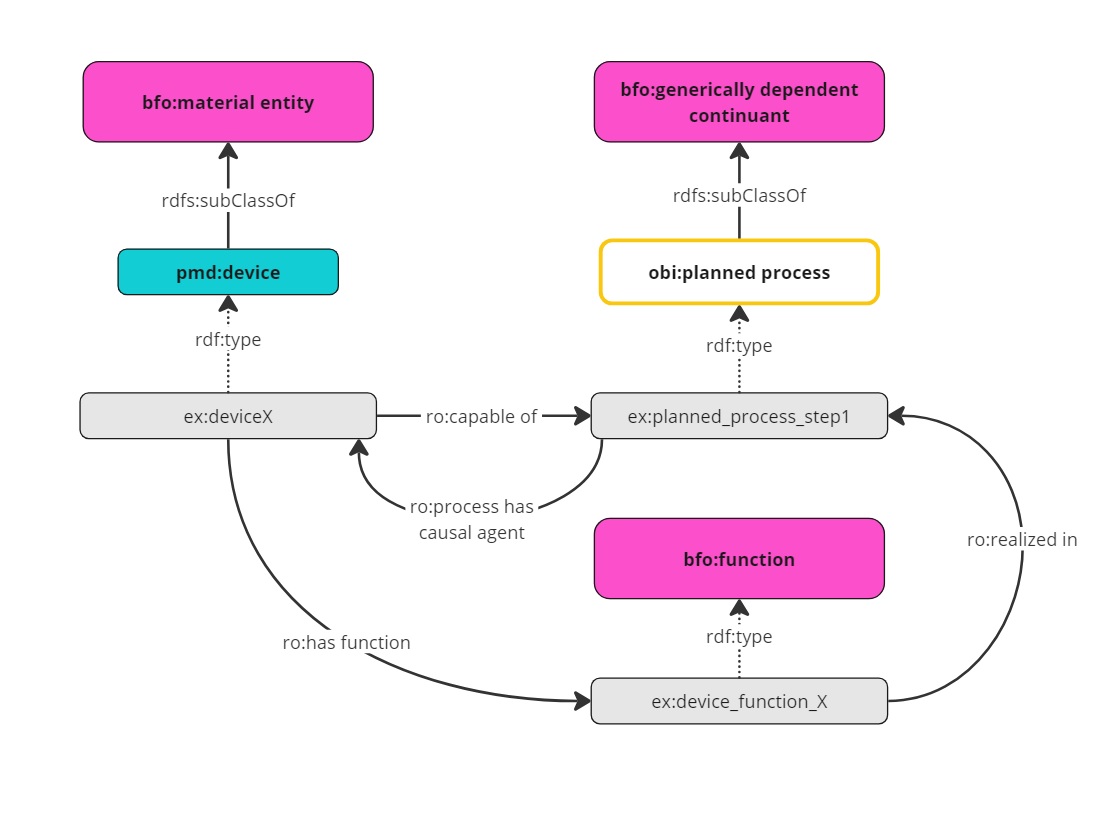 bfo:material entity
bfo:generically dependent
continuant
rdfs:subClassOf
rdfs:subClassOf
pmd:device
obi:planned process
rdf:type
rdf:type
ex:deviceX
ro:capable of
ex:planned_process_step1
ro:process has
causal agent
ro:realized in
bfo:function
rdf:type
ro:has function
ex:device_function_X